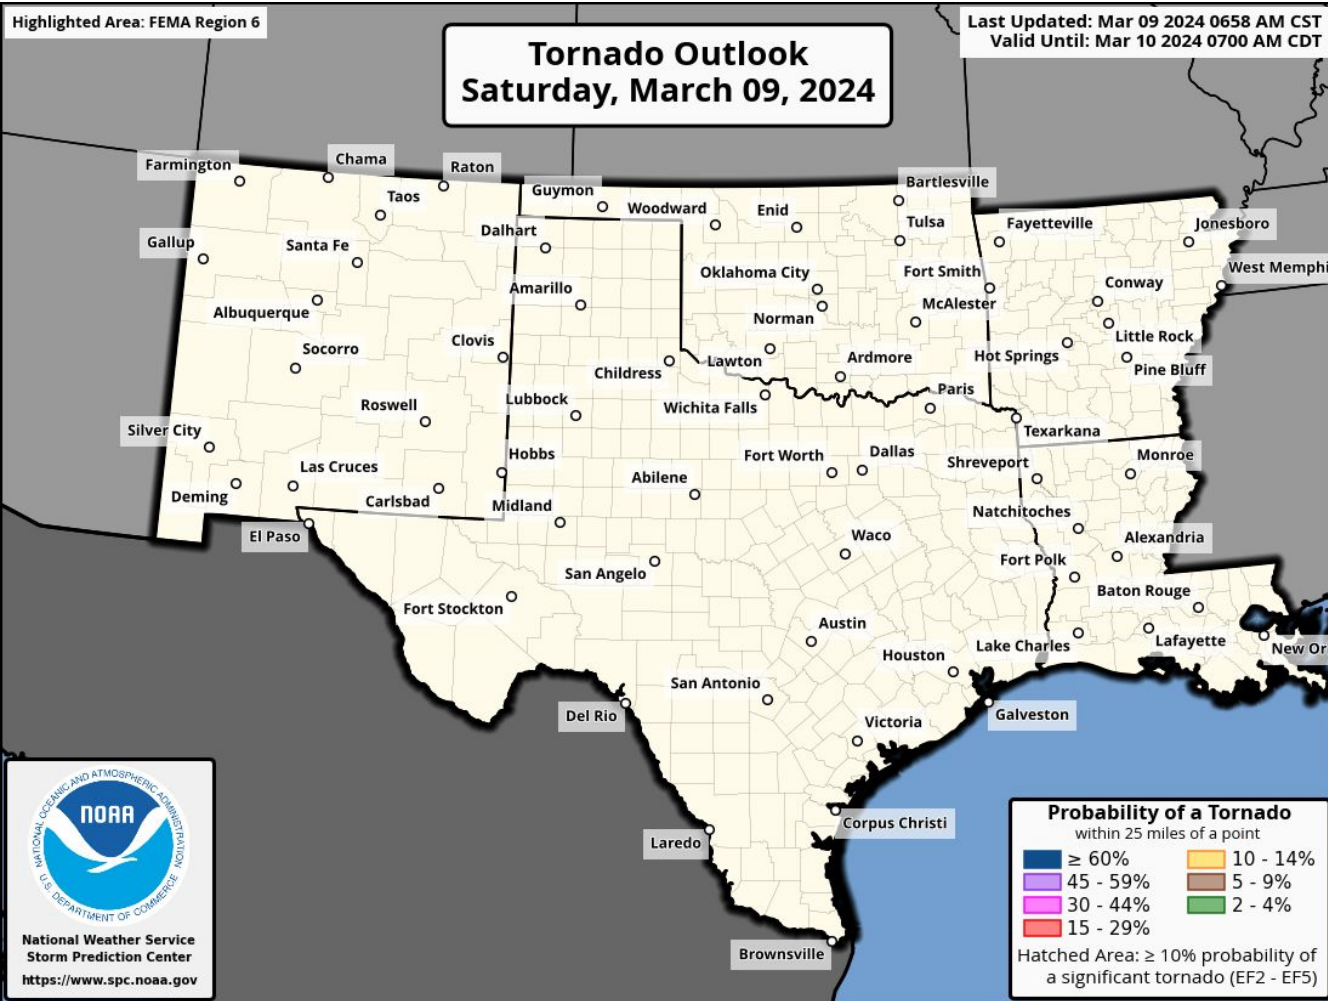 Highlighted Area: FEMA Region 6
Tornado Outlook
Saturday, March 09, 2024
Last Updated: Mar 09 2024 0658 AM CST
Valid Until: Mar 10 2024 0700 AM CDT
Farmington
Chama
Raton
Taos
Guymon
Woodward
Enid
Bartlesville
Tulsa
Fayetteville
Jonesboro
Gallup
Santa Fe
Dalhart
Oklahoma City
Fort Smith
West Memphi
Albuquerque
Amarillo
Norman
McAlester
Conway
Socorro
Clovis
Childress
Lawton
Ardmore
Hot Springs
Little Rock
Pine Bluff
Roswell
Lubbock
Wichita Falls
Paris
Texarkana
Silver City
Las Cruces
Hobbs
Abilene
Fort Worth
Dallas
Shreveport
Monroe
Deming
Carlsbad
Midland
Natchitoches
El Paso
San Angelo
Waco
Fort Polk
Alexandria
Fort Stockton
Baton Rouge
Austin
Houston
Lake Charles
Lafayette
New Or
Del Rio
San Antonio
Victoria
Galveston
Laredo
Corpus Christi
Brownsville
NATIONAL OCEANIC AND ATMOSPHERIC ADMINISTRATION
NOAA
U.S. DEPARTMENT OF COMMERCE
National Weather Service
Storm Prediction Center
https://www.spc.noaa.gov
Probability of a Tornado
within 25 miles of a point
≥ 60%
45 - 59%
30 - 44%
15 - 29%
10 - 14%
5 - 9%
2 - 4%
Hatched Area: ≥ 10% probability of
a significant tornado (EF2 - EF5)